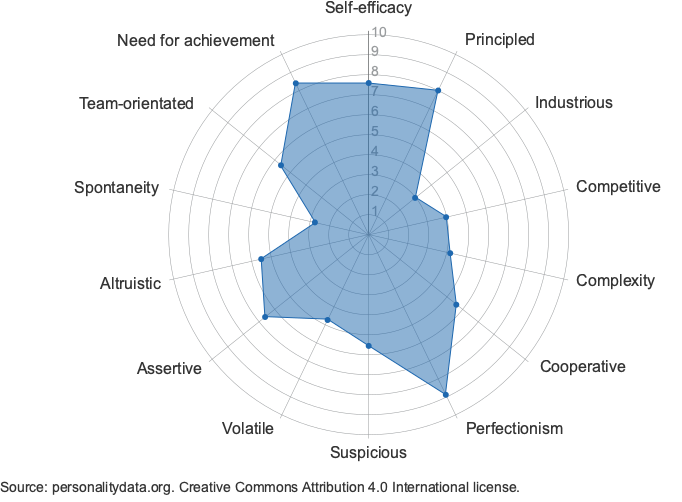 Self-efficacy
Need for achievement
Principled
Team-orientated
Industrious
Spontaneity
Competitive
Altruistic
Complexity
Assertive
Cooperative
Volatile
Perfectionism
Suspicious
10
9
8
7
6
5
4
3
2
1
Source: personalitydata.org. Creative Commons Attribution 4.0 International license.